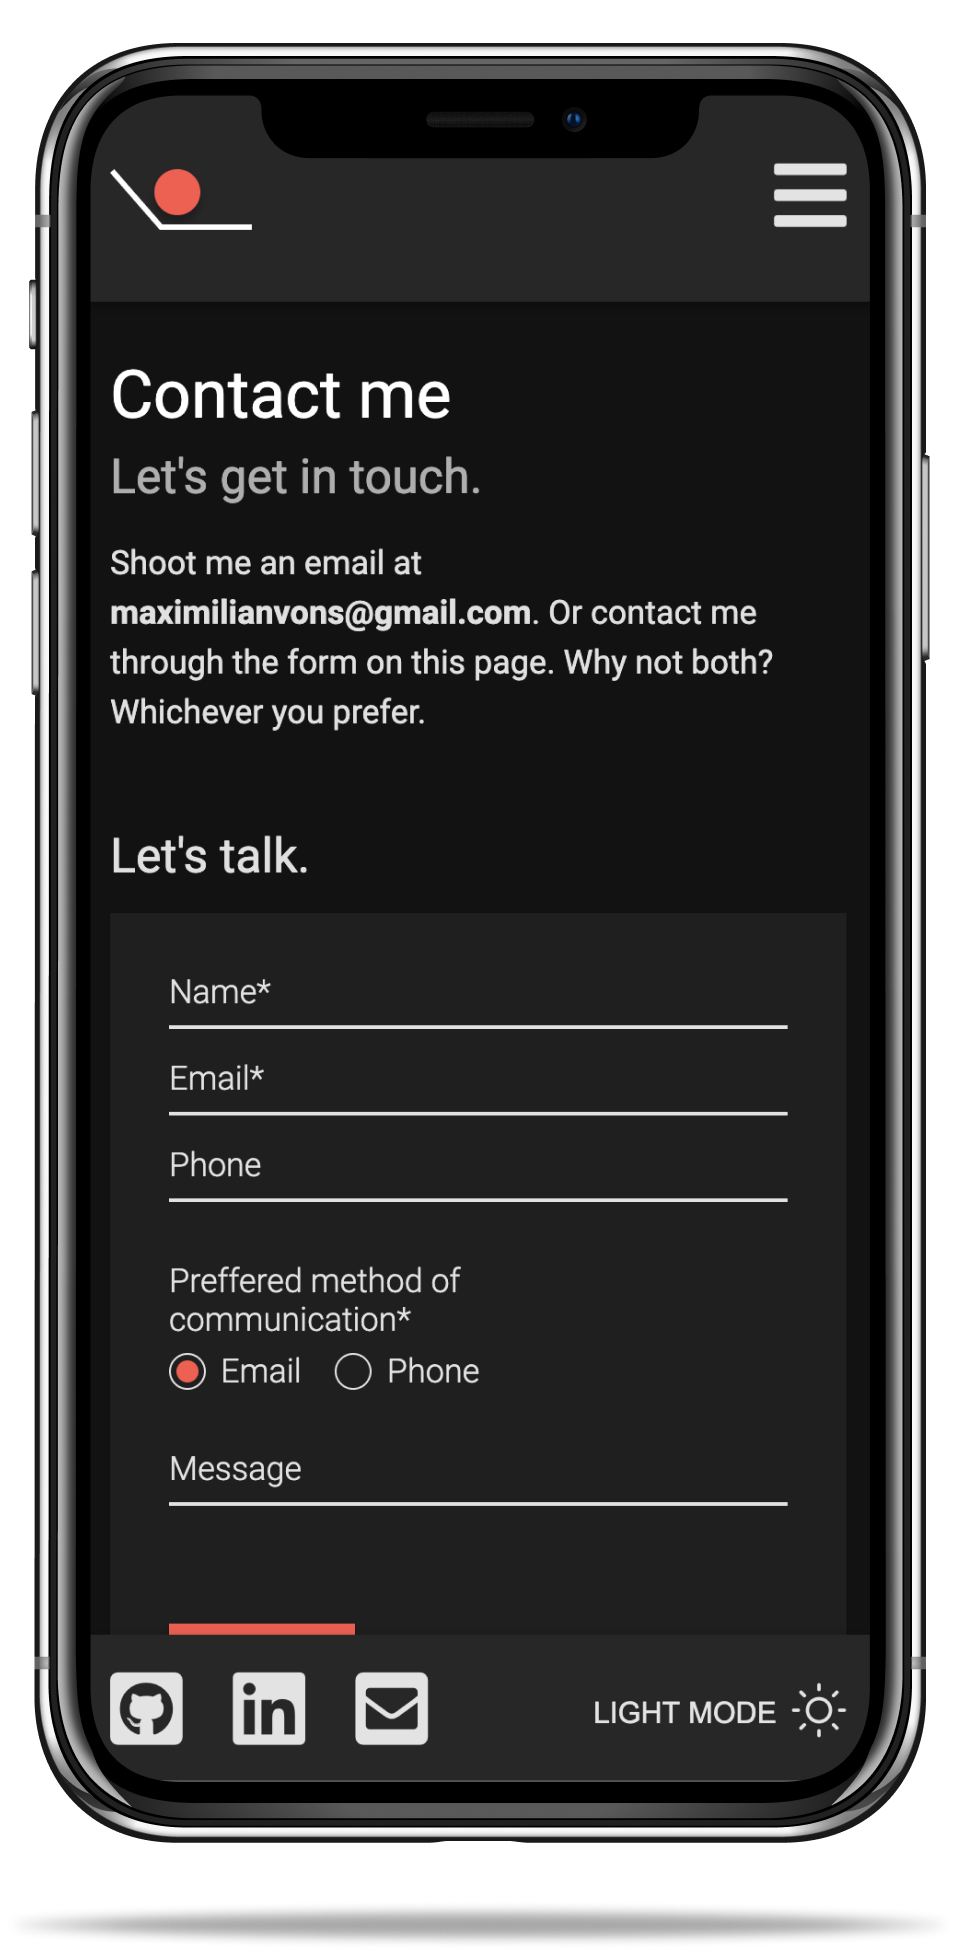 Contact me
Let's get in touch.
Shoot me an email at
maximilianvons@gmail.com. Or contact me
through the form on this page. Why not both?
Whichever you prefer.
Let's talk.
Name*
Email*
Phone
Preffered method of
communication*
Email Phone
Message
in
LIGHT MODE